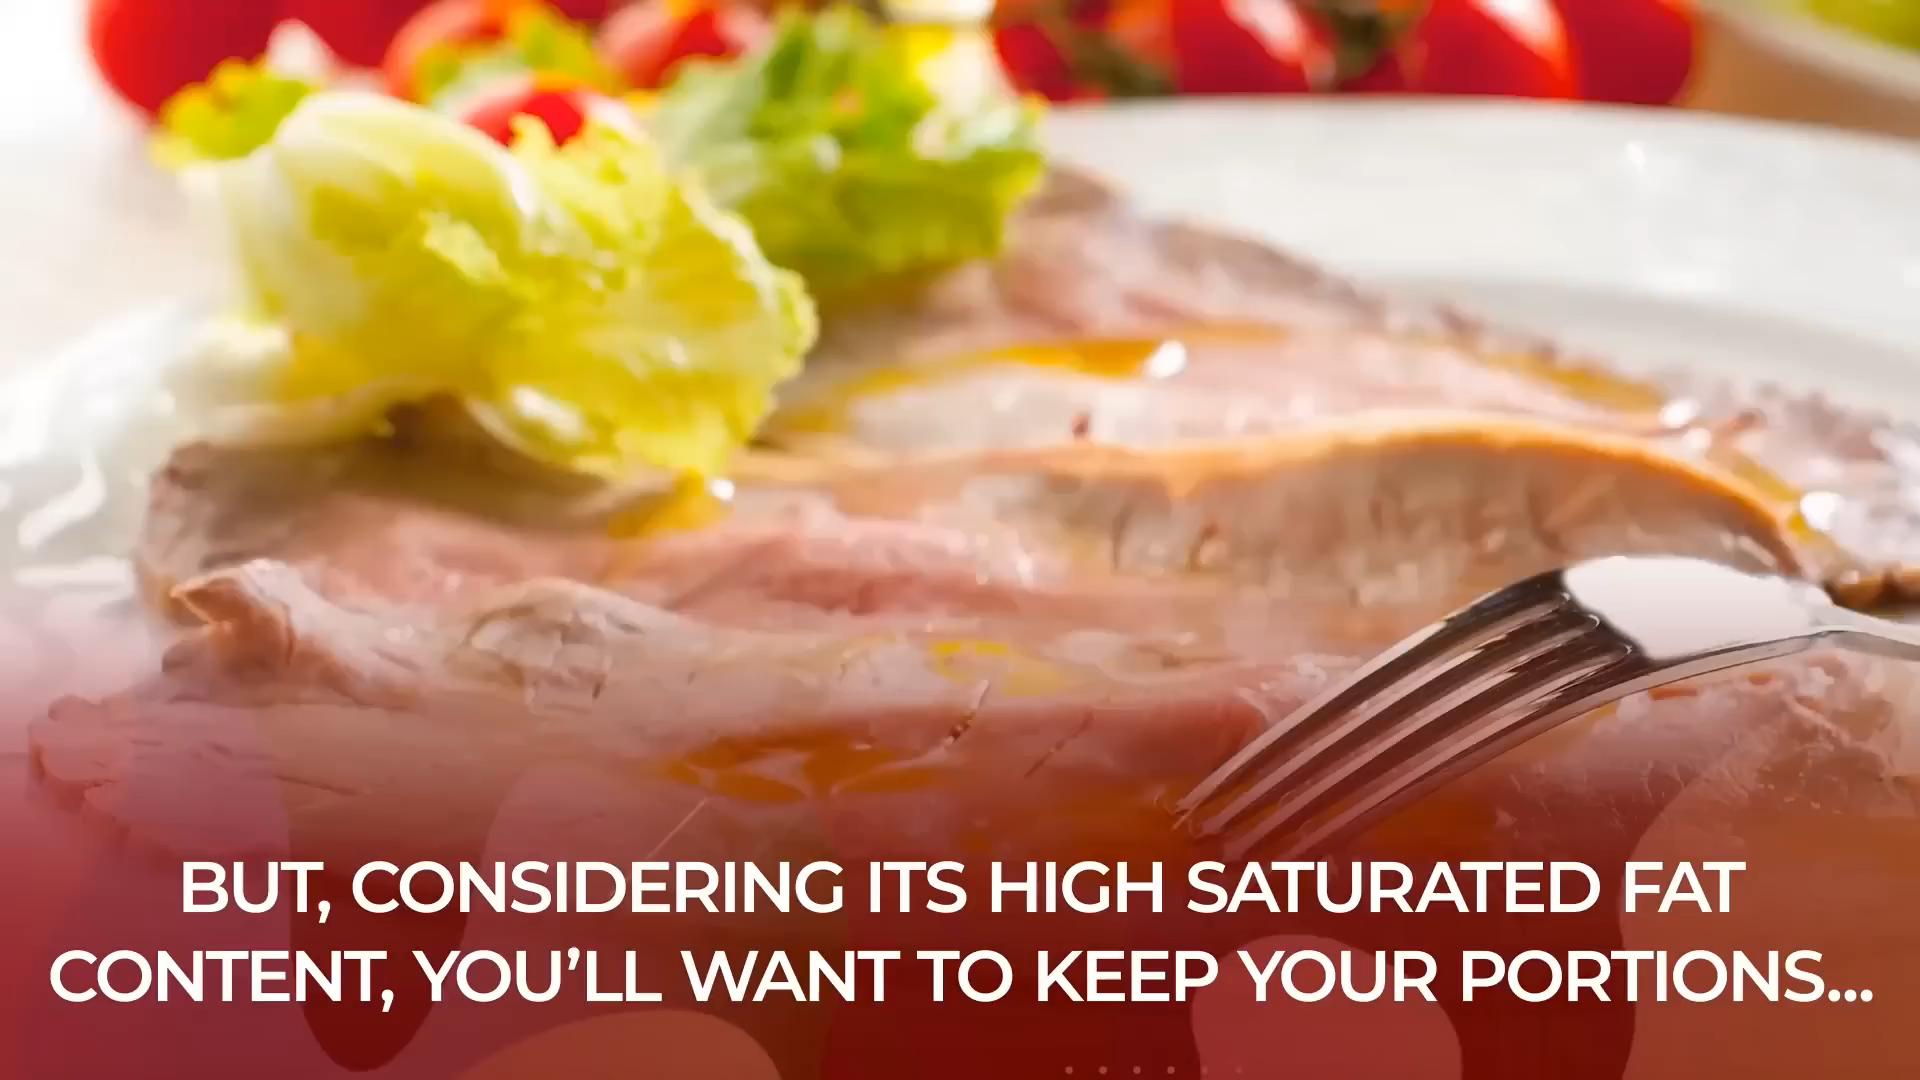 BUT, CONSIDERING ITS HIGH SATURATED FAT
CONTENT, YOU’LL WANT TO KEEP YOUR PORTIONS...